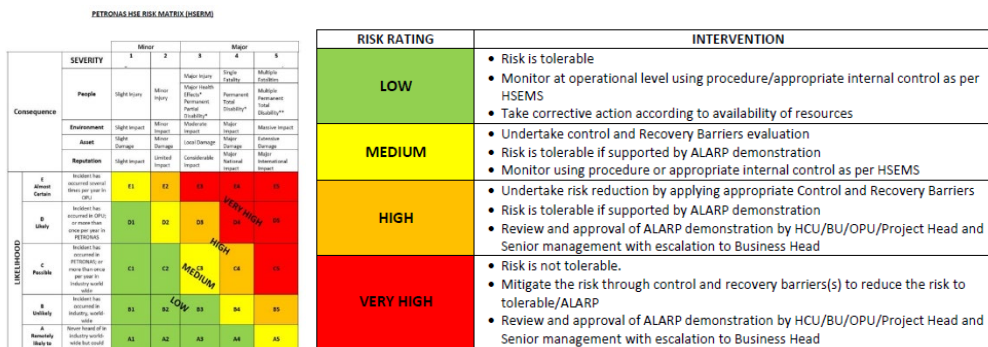 PETRONAS HSE RISK MATRIX (HSERM)
Minor Major
SEVERITY 1 2 3 4 5
Consequence
People
Slight Injury
Minor Injury
Major Injury
Major Health Effects*
Permanent Partial Disability*
Single Fatality
Permanent Total Disability*
Multiple Fatalities
Multiple Permanent Total Disability**
Environment Slight Impact Minor Impact Moderate Impact Major Impact Massive Impact
Asset Slight Damage Minor Damage Local Damage Major Damage Extensive Damage
Reputation Slight Impact Limited Impact Considerable Impact Major National Impact Major International Impact
LIKELIHOOD
E
Almost Certain
Incident has occurred several times per year in OPU
E1 E2 E3 E4 E5
D
Likely
Incident has occurred in OPU; or more than once per year in PETRONAS
D1 D2 D3 D4 D5
C
Possible
Incident has occurred in PETRONAS; or more than once per year in industry world wide
C1 C2 C3 C4 C5
B
Unlikely
Incident has occurred in industry, world-wide
B1 B2 B3 B4 B5
A
Remotely likely to
Never heard of in industry world-wide but could
A1 A2 A3 A4 A5
VERY HIGH
HIGH
MEDIUM
LOW
RISK RATING INTERVENTION
LOW
• Risk is tolerable
• Monitor at operational level using procedure/appropriate internal control as per
HSEMS
• Take corrective action according to availability of resources
MEDIUM
• Undertake control and Recovery Barriers evaluation
• Risk is tolerable if supported by ALARP demonstration
• Monitor using procedure or appropriate internal control as per HSEMS
HIGH
• Undertake risk reduction by applying appropriate Control and Recovery Barriers
• Risk is tolerable if supported by ALARP demonstration
• Review and approval of ALARP demonstration by HCU/BU/OPU/Project Head and
Senior management with escalation to Business Head
VERY HIGH
• Risk is not tolerable.
• Mitigate the risk through control and recovery barriers(s) to reduce the risk to
tolerable/ALARP
• Review and approval of ALARP demonstration by HCU/BU/OPU/Project Head and
Senior management with escalation to Business Head